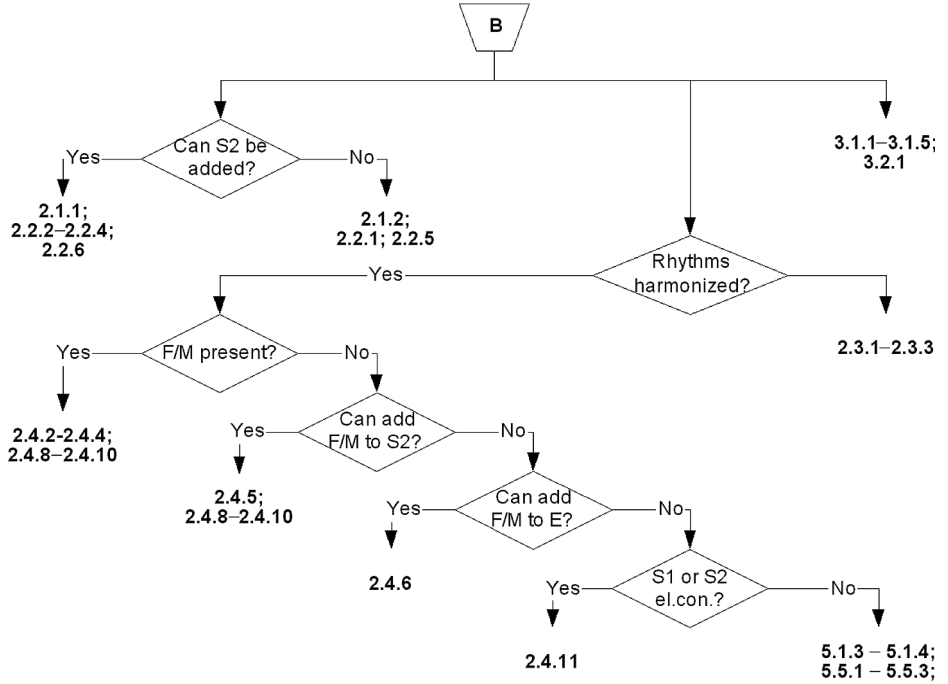 B
Can S2 be
added?
Yes
No
3.1.1–3.1.5;
3.2.1
2.1.1;
2.2.2–2.2.4;
2.2.6
2.1.2;
2.2.1; 2.2.5
Rhythms
harmonized?
Yes
2.3.1–2.3.3
F/M present?
Yes
No
2.4.2-2.4.4;
2.4.8–2.4.10
Can add
F/M to S2?
Yes
No
2.4.5;
2.4.8–2.4.10
Can add
F/M to E?
Yes
No
2.4.6
S1 or S2
el.con.?
Yes
No
2.4.11
5.1.3 – 5.1.4;
5.5.1 – 5.5.3;